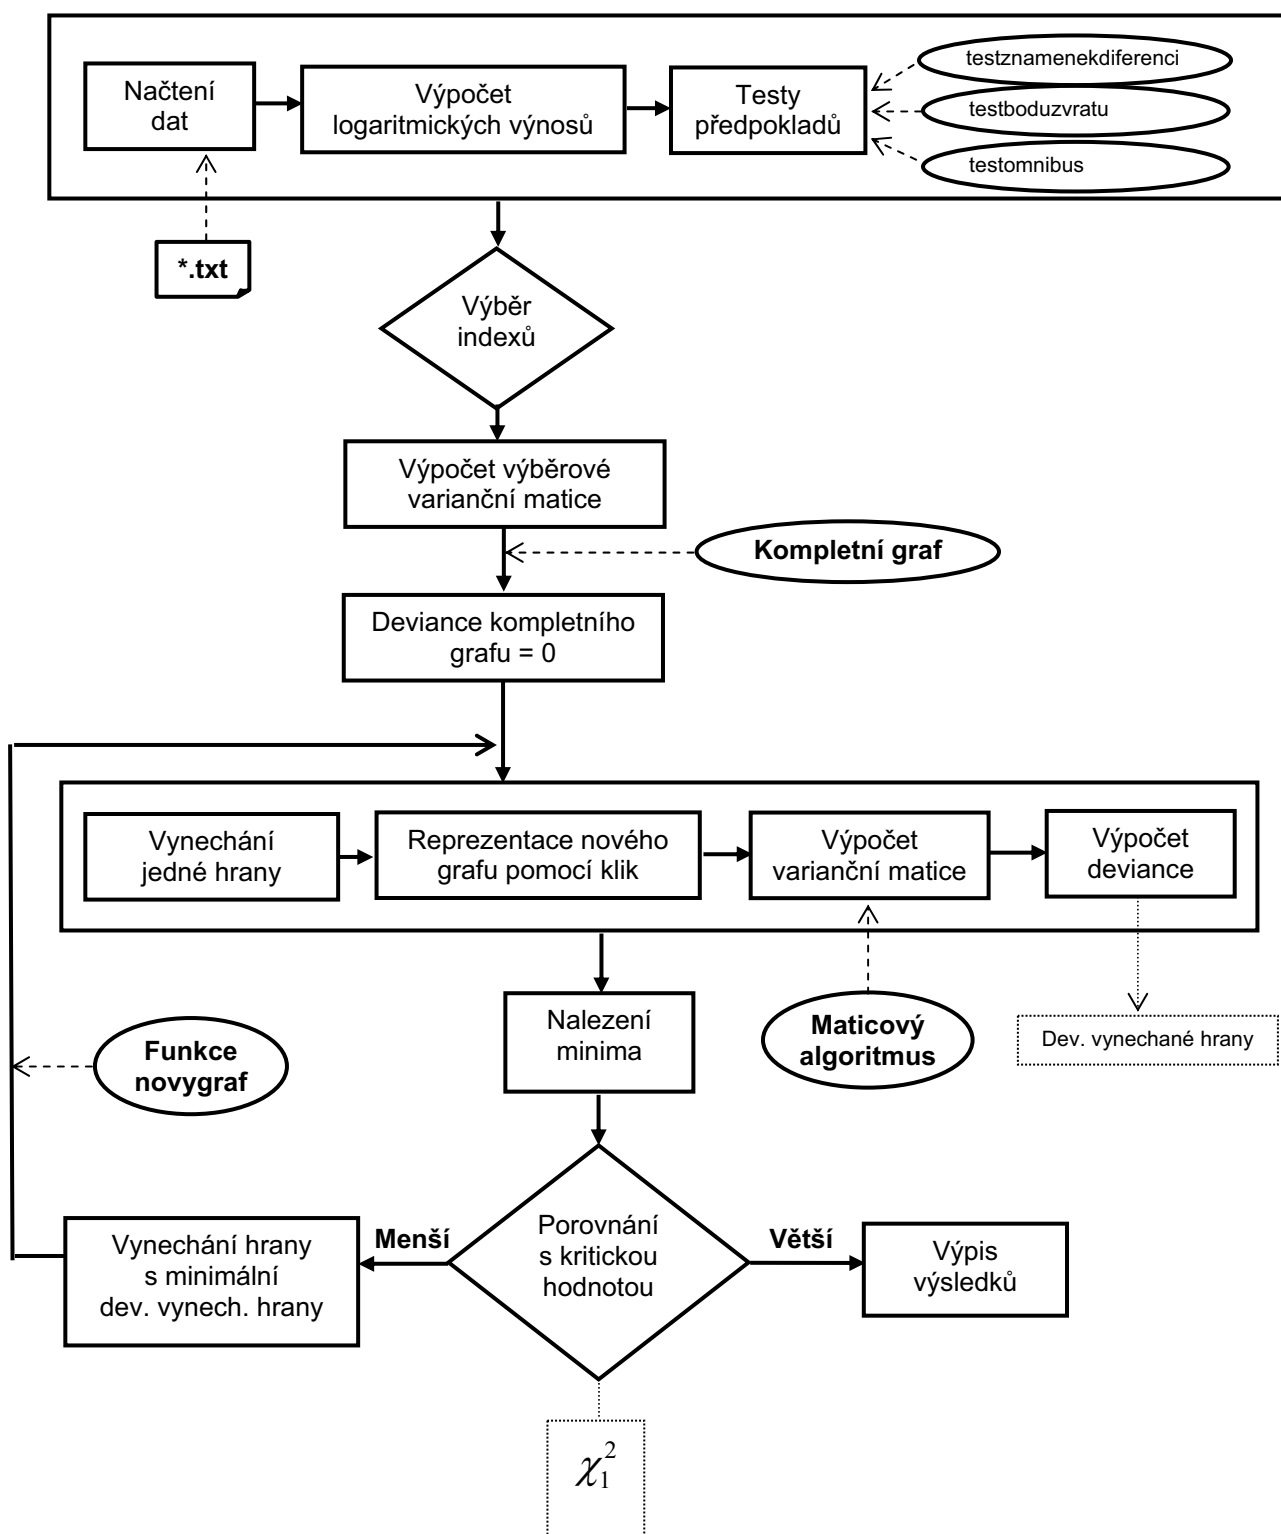 Načtení
dat
Výpočet
logaritmických výnosů
Testy
předpokladů
testznamenekdiferenci
testboduzvratu
testomnibus
*.txt
Výběr
indexů
Výpočet výběrové
varianční matice
Kompletní graf
Deviance kompletního
grafu = 0
Vynechání
jedné hrany
Reprezentace nového
grafu pomocí klik
Výpočet
varianční matice
Výpočet
deviance
Nalezení
minima
Maticový
algoritmus
Dev. vynechané hrany
Funkce
novygraf
Vynechání hrany
s minimální
dev. vynech. hrany
Menší
Porovnání
s kritickou
hodnotou
Větší
Výpis
výsledků
χ₁²